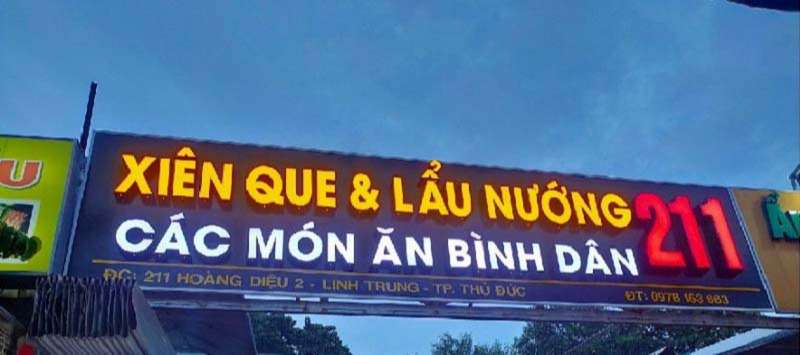 XIÊN QUE & LẨU NƯỚNG
211
CÁC MÓN ĂN BÌNH DÂN
ĐC: 211 HOÀNG DIỆU 2 - LINH TRUNG - TP. THỦ ĐỨC
ĐT: 0978 163 663